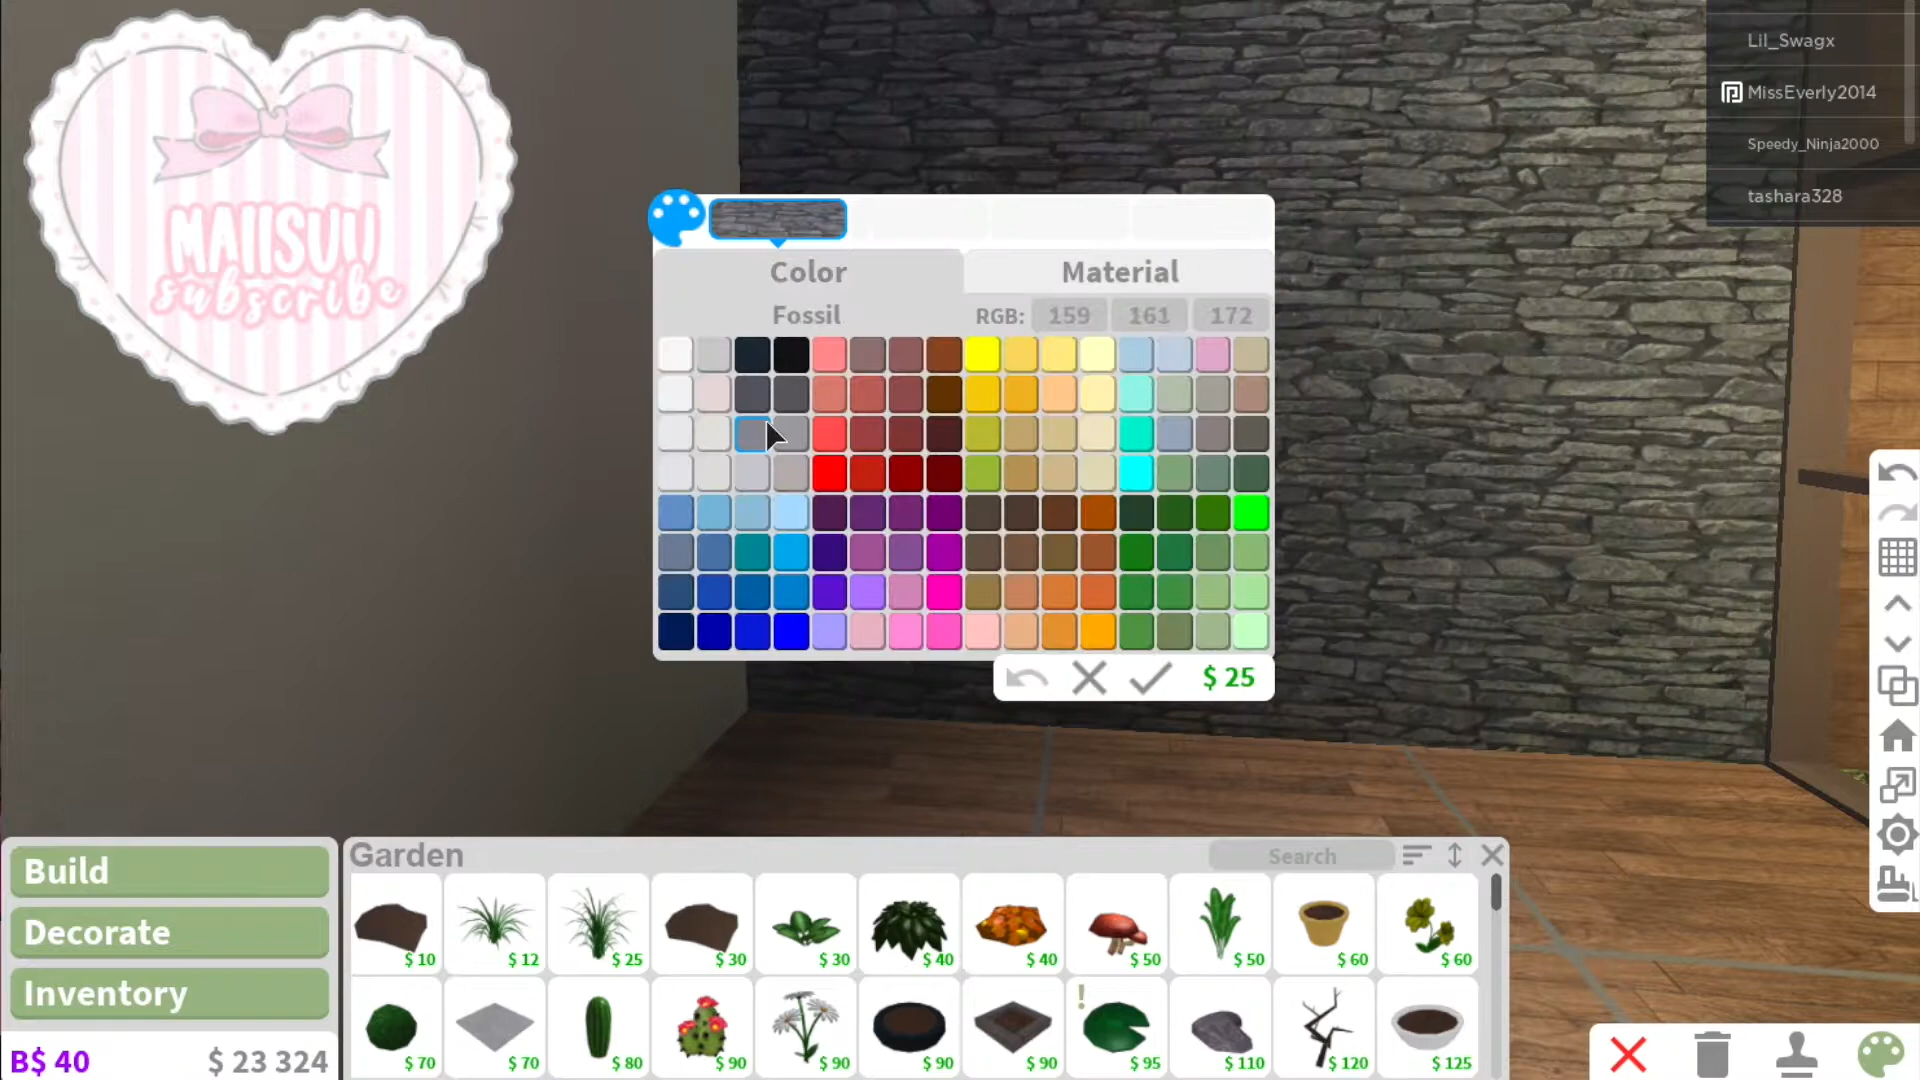 Lil_Swagx
MissEverly2014
Speedy_Ninja2000
tashara328
MAIISUU
subscribe
Color
Material
Fossil
RGB: 159 161 172
$ 25
Build
Decorate
Inventory
B$ 40
$ 23 324
Garden
Search
$ 10
$ 12
$ 25
$ 30
$ 30
$ 40
$ 40
$ 50
$ 50
$ 60
$ 60
$ 70
$ 70
$ 80
$ 90
$ 90
$ 90
$ 90
!
$ 95
$ 110
$ 120
$ 125